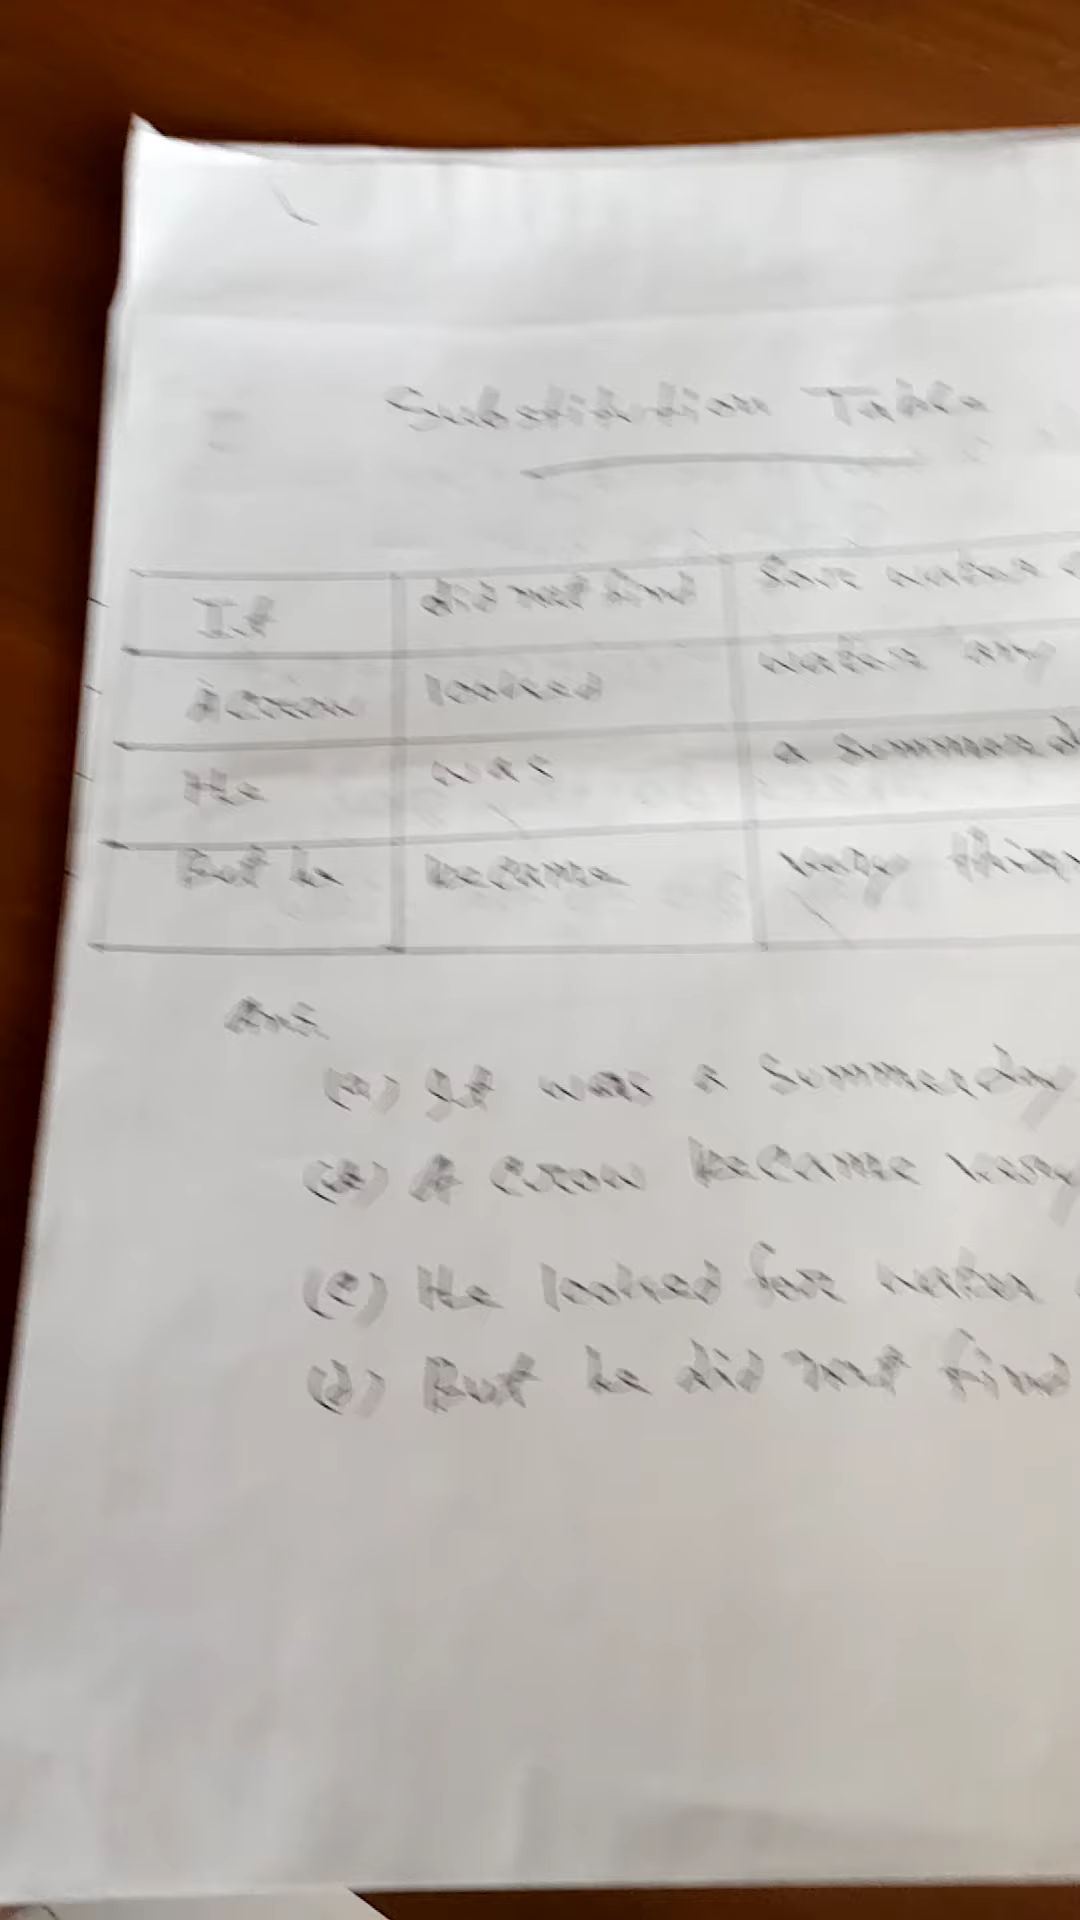 Substitution Table
It did not find for water
A crow looked water any
He was a summer d
But he became very thirs
Ans.
(a) It was a Summer day
(b) A crow became very
(c) He looked for water
(d) But he did not find